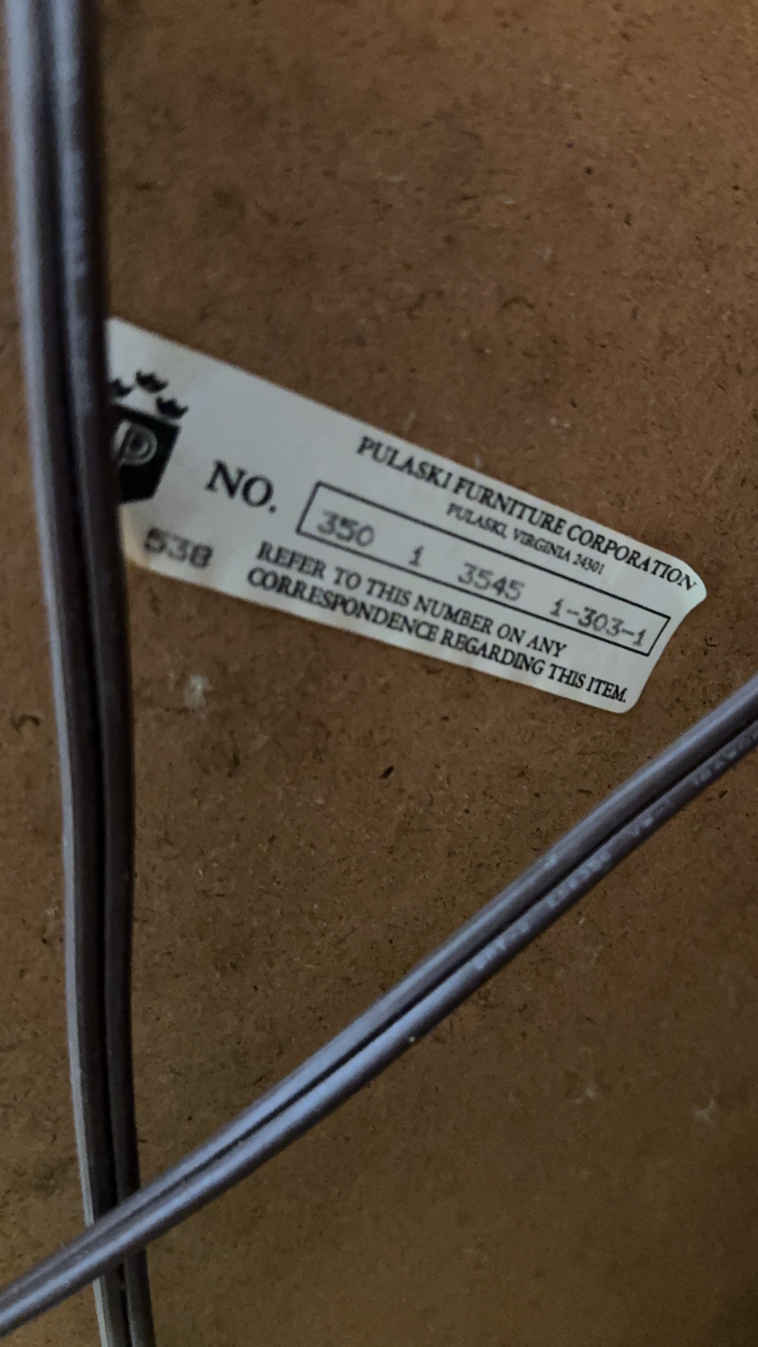 P
PULASKI FURNITURE CORPORATION
PULASKI, VIRGINIA 24301
NO. 350 1 3545 1-303-1
538
REFER TO THIS NUMBER ON ANY
CORRESPONDENCE REGARDING THIS ITEM.